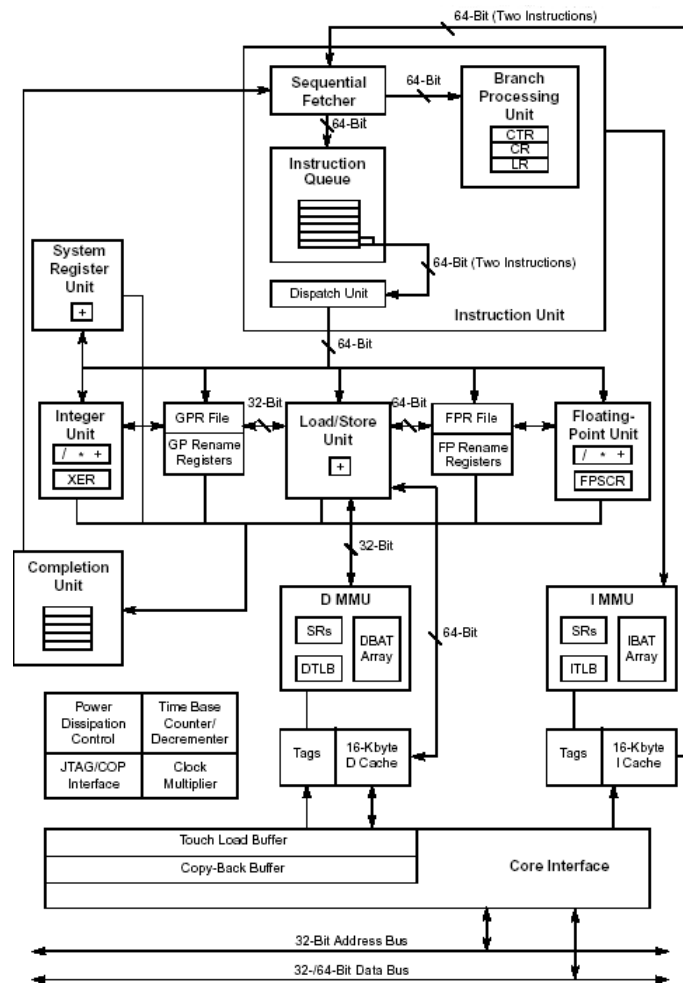 64-Bit (Two Instructions)
Sequential
Fetcher
64-Bit
Branch
Processing
Unit
CTR
CR
LR
64-Bit
Instruction
Queue
64-Bit (Two Instructions)
Dispatch Unit
Instruction Unit
64-Bit
System
Register
Unit
+
Integer
Unit
/ * +
XER
GPR File
GP Rename
Registers
32-Bit
Load/Store
Unit
+
64-Bit
FPR File
FP Rename
Registers
Floating-
Point Unit
/ * +
FPSCR
32-Bit
Completion
Unit
D MMU
SRs
DTLB
DBAT
Array
64-Bit
I MMU
SRs
ITLB
IBAT
Array
Power
Dissipation
Control
Time Base
Counter/
Decrementer
JTAG/COP
Interface
Clock
Multiplier
Tags
16-Kbyte
D Cache
Tags
16-Kbyte
I Cache
Touch Load Buffer
Copy-Back Buffer
Core Interface
32-Bit Address Bus
32-/64-Bit Data Bus